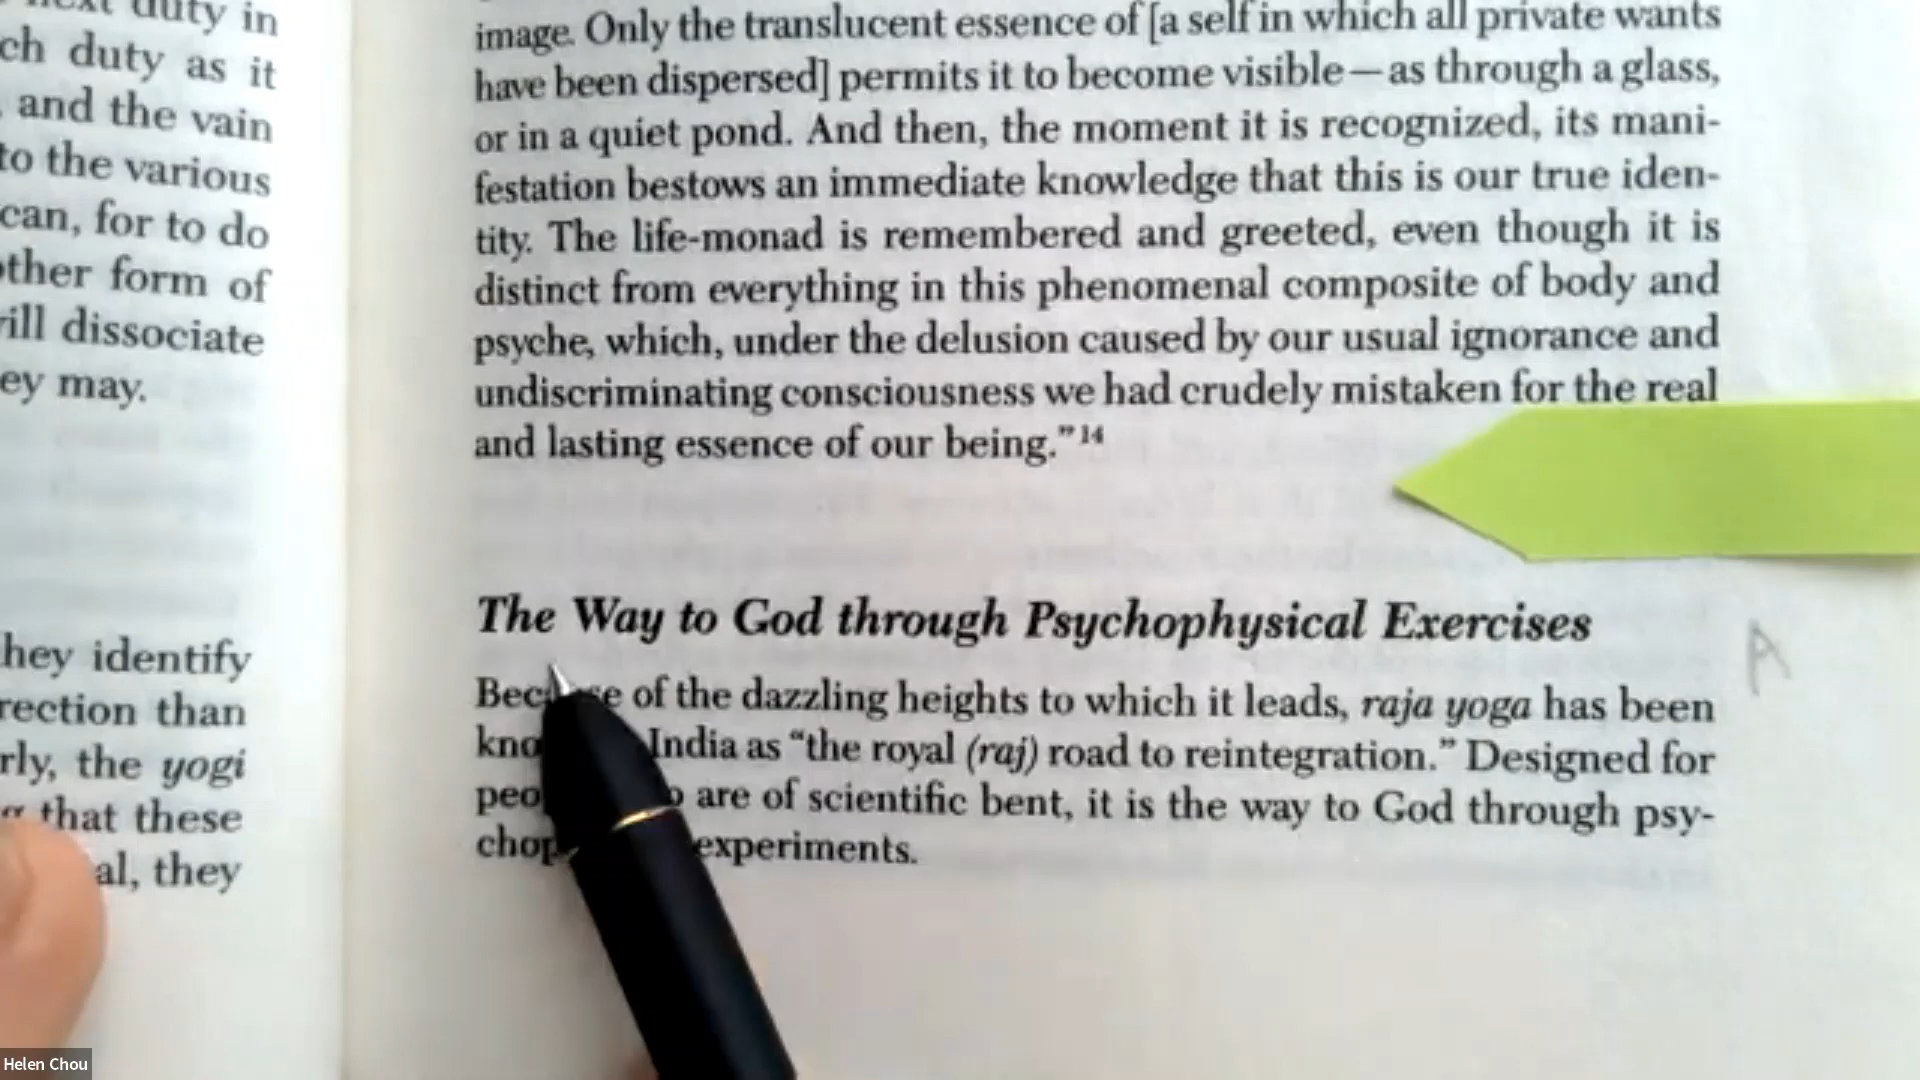 next duty in
ch duty as it
and the vain
to the various
can, for to do
other form of
will dissociate
ey may.
they identify
rection than
rly, the yogi
that these
al, they
image. Only the translucent essence of [a self in which all private wants
have been dispersed] permits it to become visible—as through a glass,
or in a quiet pond. And then, the moment it is recognized, its mani-
festation bestows an immediate knowledge that this is our true iden-
tity. The life-monad is remembered and greeted, even though it is
distinct from everything in this phenomenal composite of body and
psyche, which, under the delusion caused by our usual ignorance and
undiscriminating consciousness we had crudely mistaken for the real
and lasting essence of our being.”14
The Way to God through Psychophysical Exercises
A
Because of the dazzling heights to which it leads, raja yoga has been
kno India as “the royal (raj) road to reintegration.” Designed for
peo o are of scientific bent, it is the way to God through psy-
chop experiments.
Helen Chou